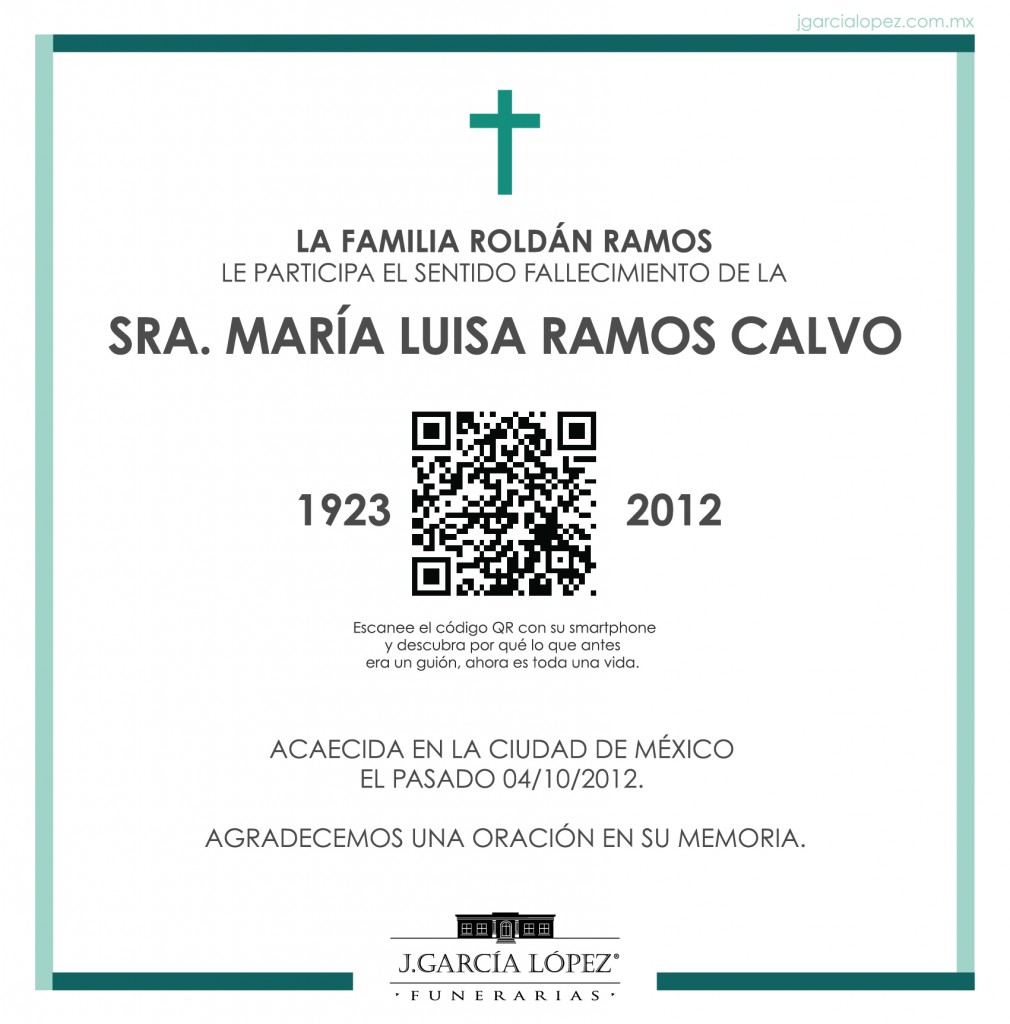 jgarcialopez.com.mx
LA FAMILIA ROLDÁN RAMOS
LE PARTICIPA EL SENTIDO FALLECIMIENTO DE LA
SRA. MARÍA LUISA RAMOS CALVO
1923 2012
Escanee el código QR con su smartphone
y descubra por qué lo que antes
era un guión, ahora es toda una vida.
ACAECIDA EN LA CIUDAD DE MÉXICO
EL PASADO 04/10/2012.
AGRADECEMOS UNA ORACIÓN EN SU MEMORIA.
J.GARCÍA LÓPEZ®
· FUNERARIAS ·